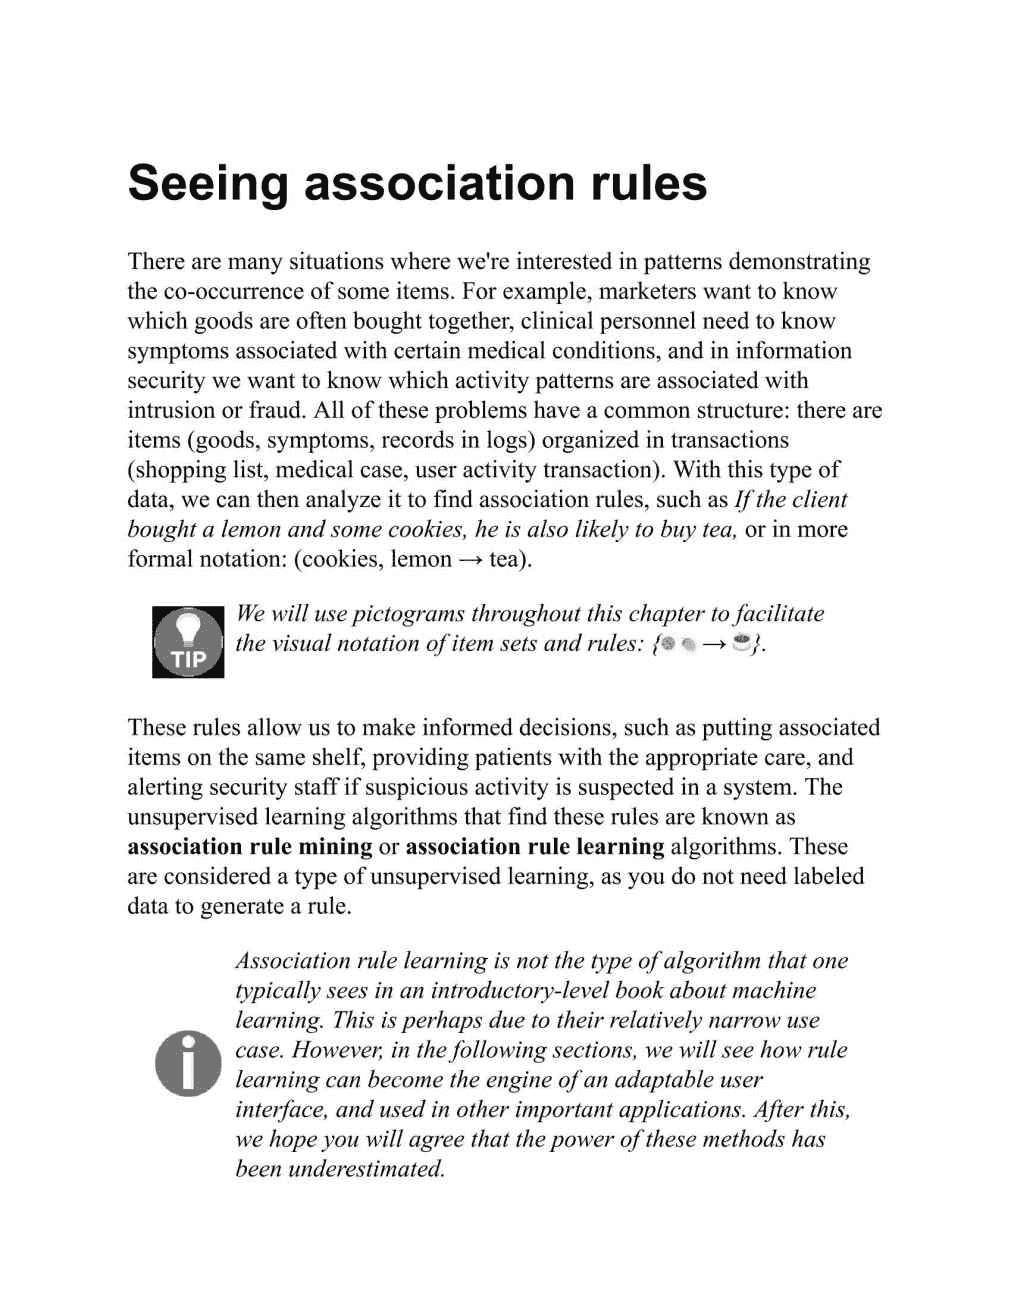 Seeing association rules
There are many situations where we're interested in patterns demonstrating
the co-occurrence of some items. For example, marketers want to know
which goods are often bought together, clinical personnel need to know
symptoms associated with certain medical conditions, and in information
security we want to know which activity patterns are associated with
intrusion or fraud. All of these problems have a common structure: there are
items (goods, symptoms, records in logs) organized in transactions
(shopping list, medical case, user activity transaction). With this type of
data, we can then analyze it to find association rules, such as If the client
bought a lemon and some cookies, he is also likely to buy tea, or in more
formal notation: (cookies, lemon → tea).
TIP
We will use pictograms throughout this chapter to facilitate
the visual notation of item sets and rules: {🍪 🍋 → ☕}.
These rules allow us to make informed decisions, such as putting associated
items on the same shelf, providing patients with the appropriate care, and
alerting security staff if suspicious activity is suspected in a system. The
unsupervised learning algorithms that find these rules are known as
association rule mining or association rule learning algorithms. These
are considered a type of unsupervised learning, as you do not need labeled
data to generate a rule.
Association rule learning is not the type of algorithm that one
typically sees in an introductory-level book about machine
learning. This is perhaps due to their relatively narrow use
case. However, in the following sections, we will see how rule
learning can become the engine of an adaptable user
interface, and used in other important applications. After this,
we hope you will agree that the power of these methods has
been underestimated.